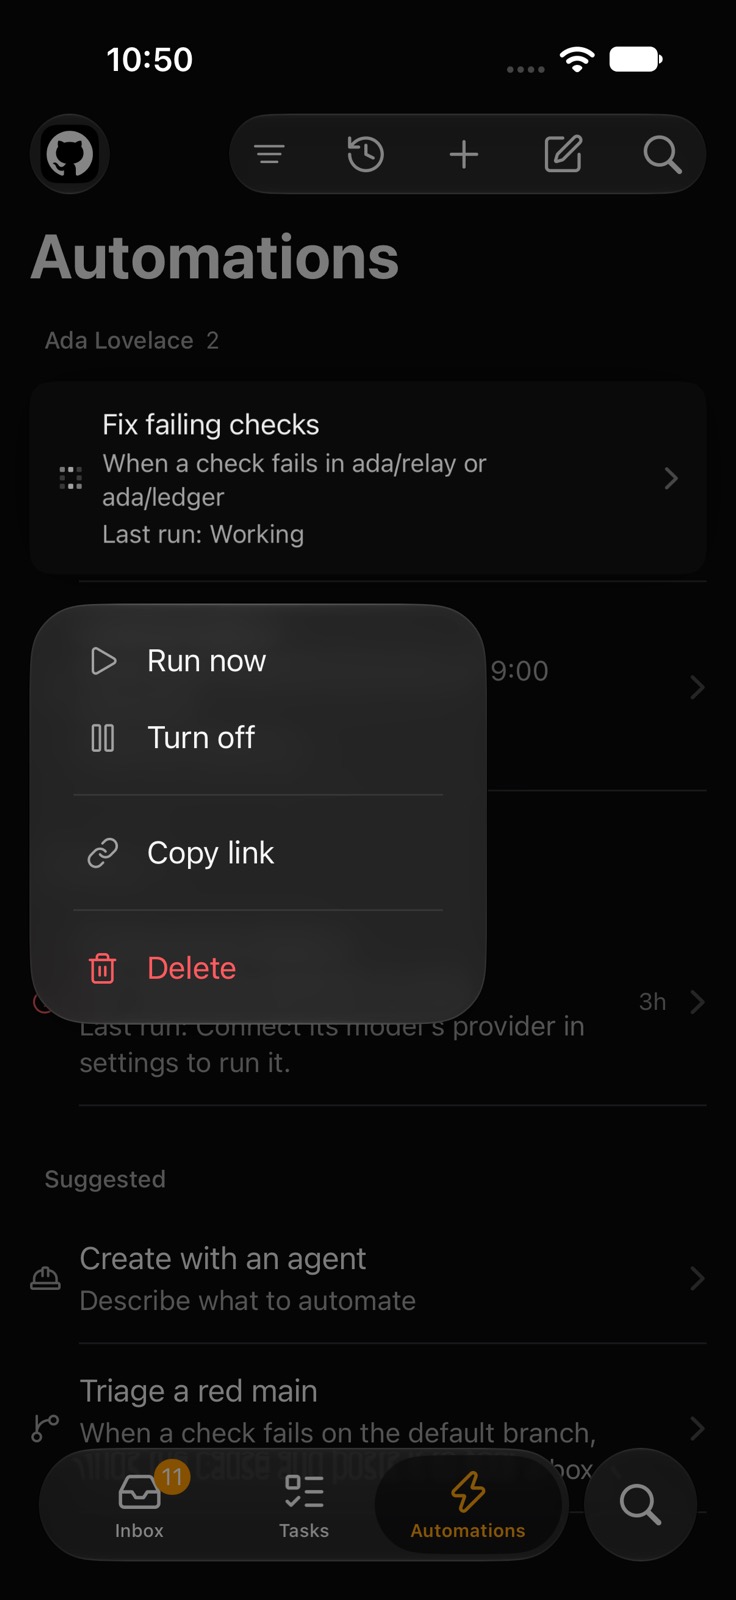 10:50
Automations
Ada Lovelace 2
Fix failing checks
When a check fails in ada/relay or
ada/ledger
Last run: Working
9:00
Run now
Turn off
Copy link
Delete
3h
Last run: Connect its model's provider in
settings to run it.
Suggested
Create with an agent
Describe what to automate
Triage a red main
When a check fails on the default branch,
box.
11
Inbox
Tasks
Automations